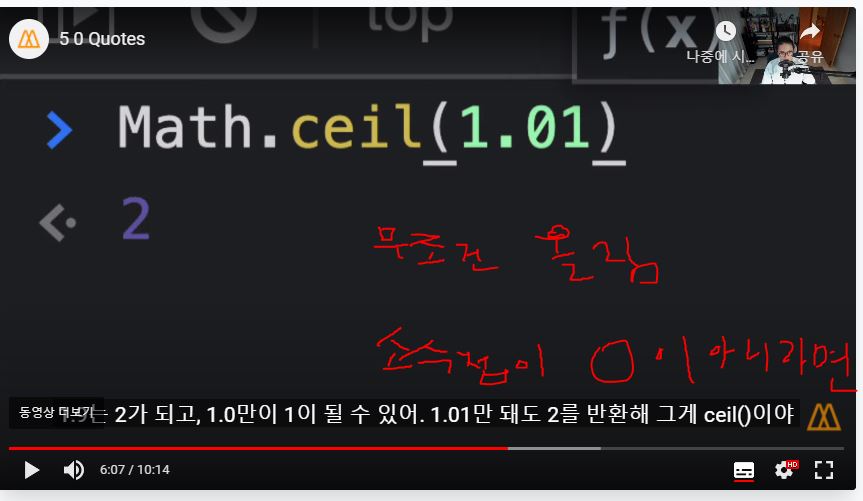 5 0 Quotes
top
f(x)
나중에 시...
공유
Math.ceil(1.01)
2
무조건 올림
소숫점이 0이 아니라면
동영상 더보기
는 2가 되고, 1.0만이 1이 될 수 있어. 1.01만 돼도 2를 반환해 그게 ceil()이야
6:07 / 10:14
HD